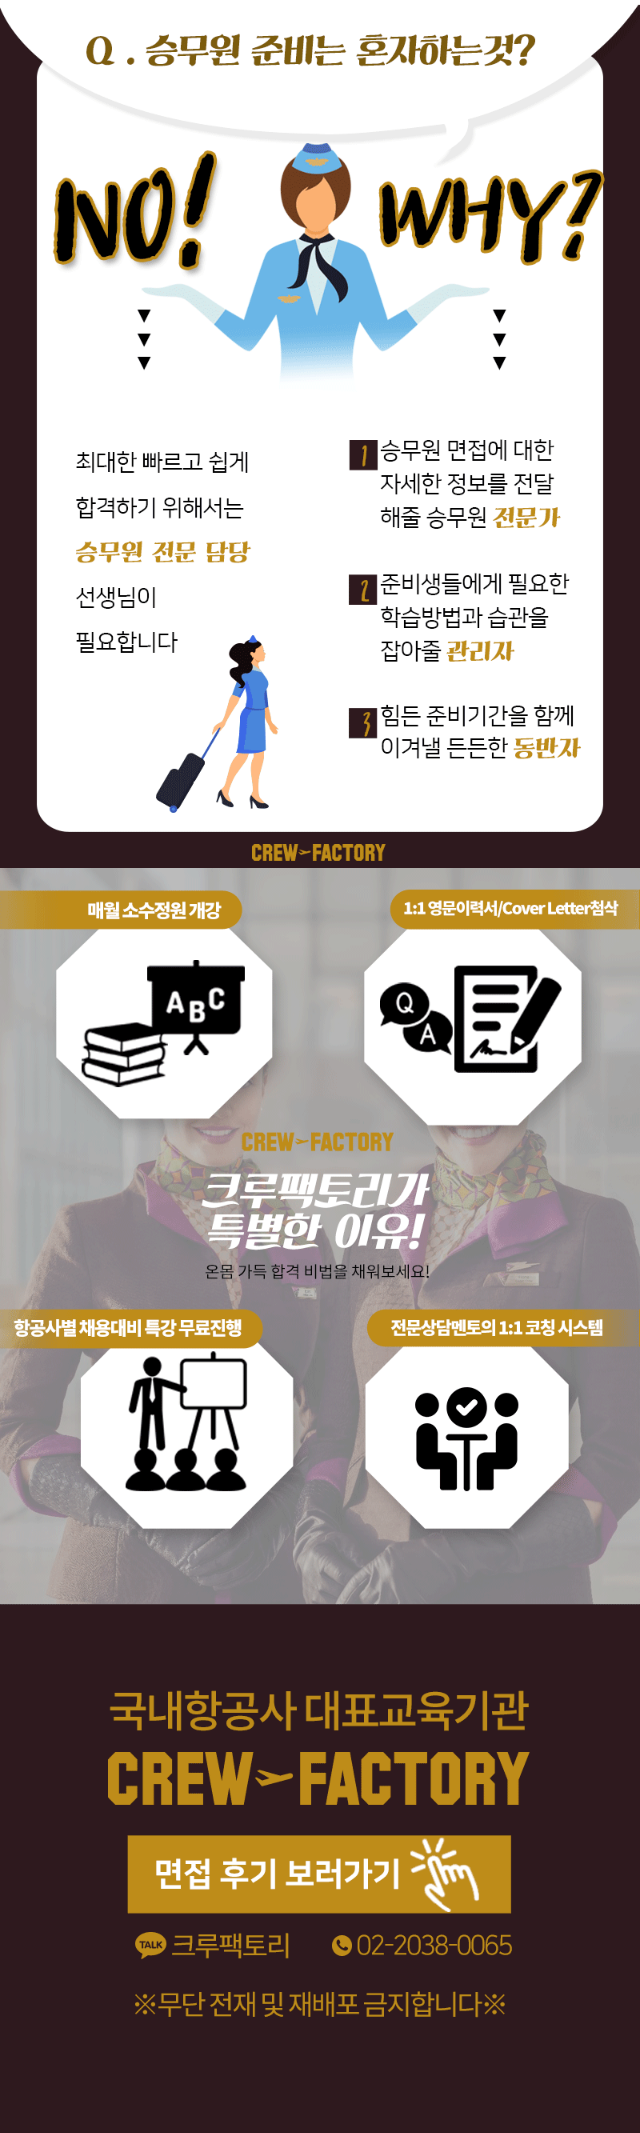 Q . 승무원 준비는 혼자하는것?
NO!
WHY?
최대한 빠르고 쉽게
합격하기 위해서는
승무원 전문 담당
선생님이
필요합니다
1 승무원 면접에 대한
자세한 정보를 전달
해줄 승무원 전문가
2 준비생들에게 필요한
학습방법과 습관을
잡아줄 관리자
3 힘든 준비기간을 함께
이겨낼 든든한 동반자
CREW FACTORY
매월 소수정원 개강
1:1 영문이력서/Cover Letter첨삭
A B C
Q
A
CREW FACTORY
크루팩토리가
특별한 이유!
온몸 가득 합격 비법을 채워보세요!
항공사별 채용대비 특강 무료진행
전문상담멘토의 1:1 코칭 시스템
국내항공사 대표교육기관
CREW FACTORY
면접 후기 보러가기
TALK 크루팩토리
02-2038-0065
※무단 전재 및 재배포 금지합니다※